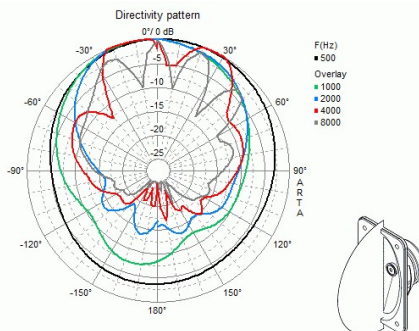 Directivity pattern
0°/ 0 dB
-30°
30°
-5
-10
-60°
60°
-15
-20
-25
-90°
90°
A
R
T
A
-120°
120°
-150°
150°
180°
F(Hz)
500
Overlay
1000
2000
4000
8000